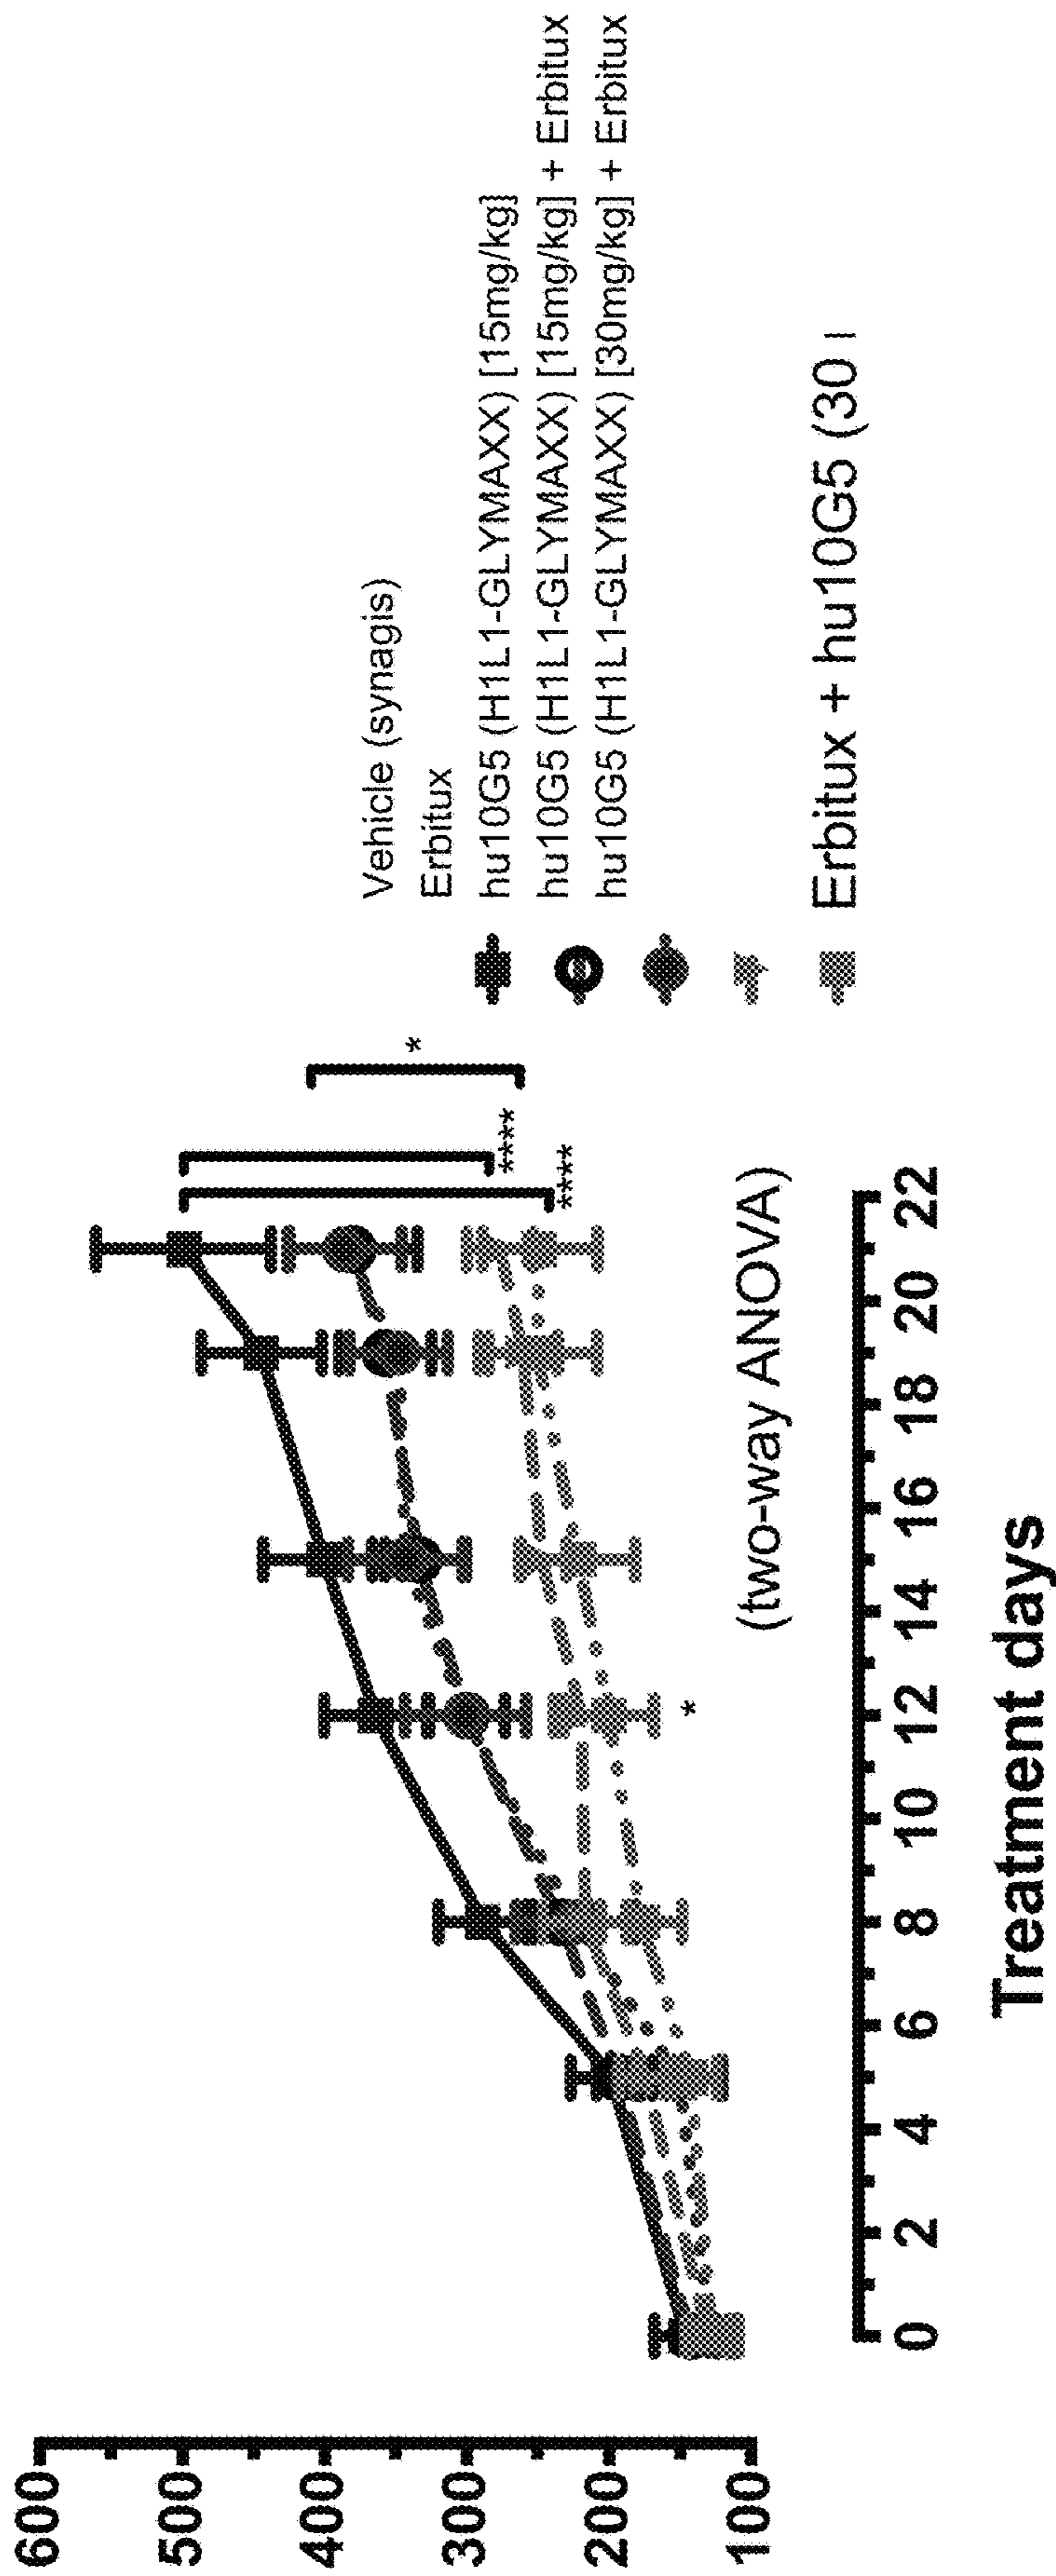 600
500
400
300
200
100
0 2 4 6 8 10 12 14 16 18 20 22
Treatment days
*
(two-way ANOVA)
****
****
*
Vehicle (synagis)
Erbitux
hu10G5 (H1L1-GLYMAXX) [15mg/kg]
hu10G5 (H1L1-GLYMAXX) [15mg/kg] + Erbitux
hu10G5 (H1L1-GLYMAXX) [30mg/kg] + Erbitux
Erbitux + hu10G5 (30